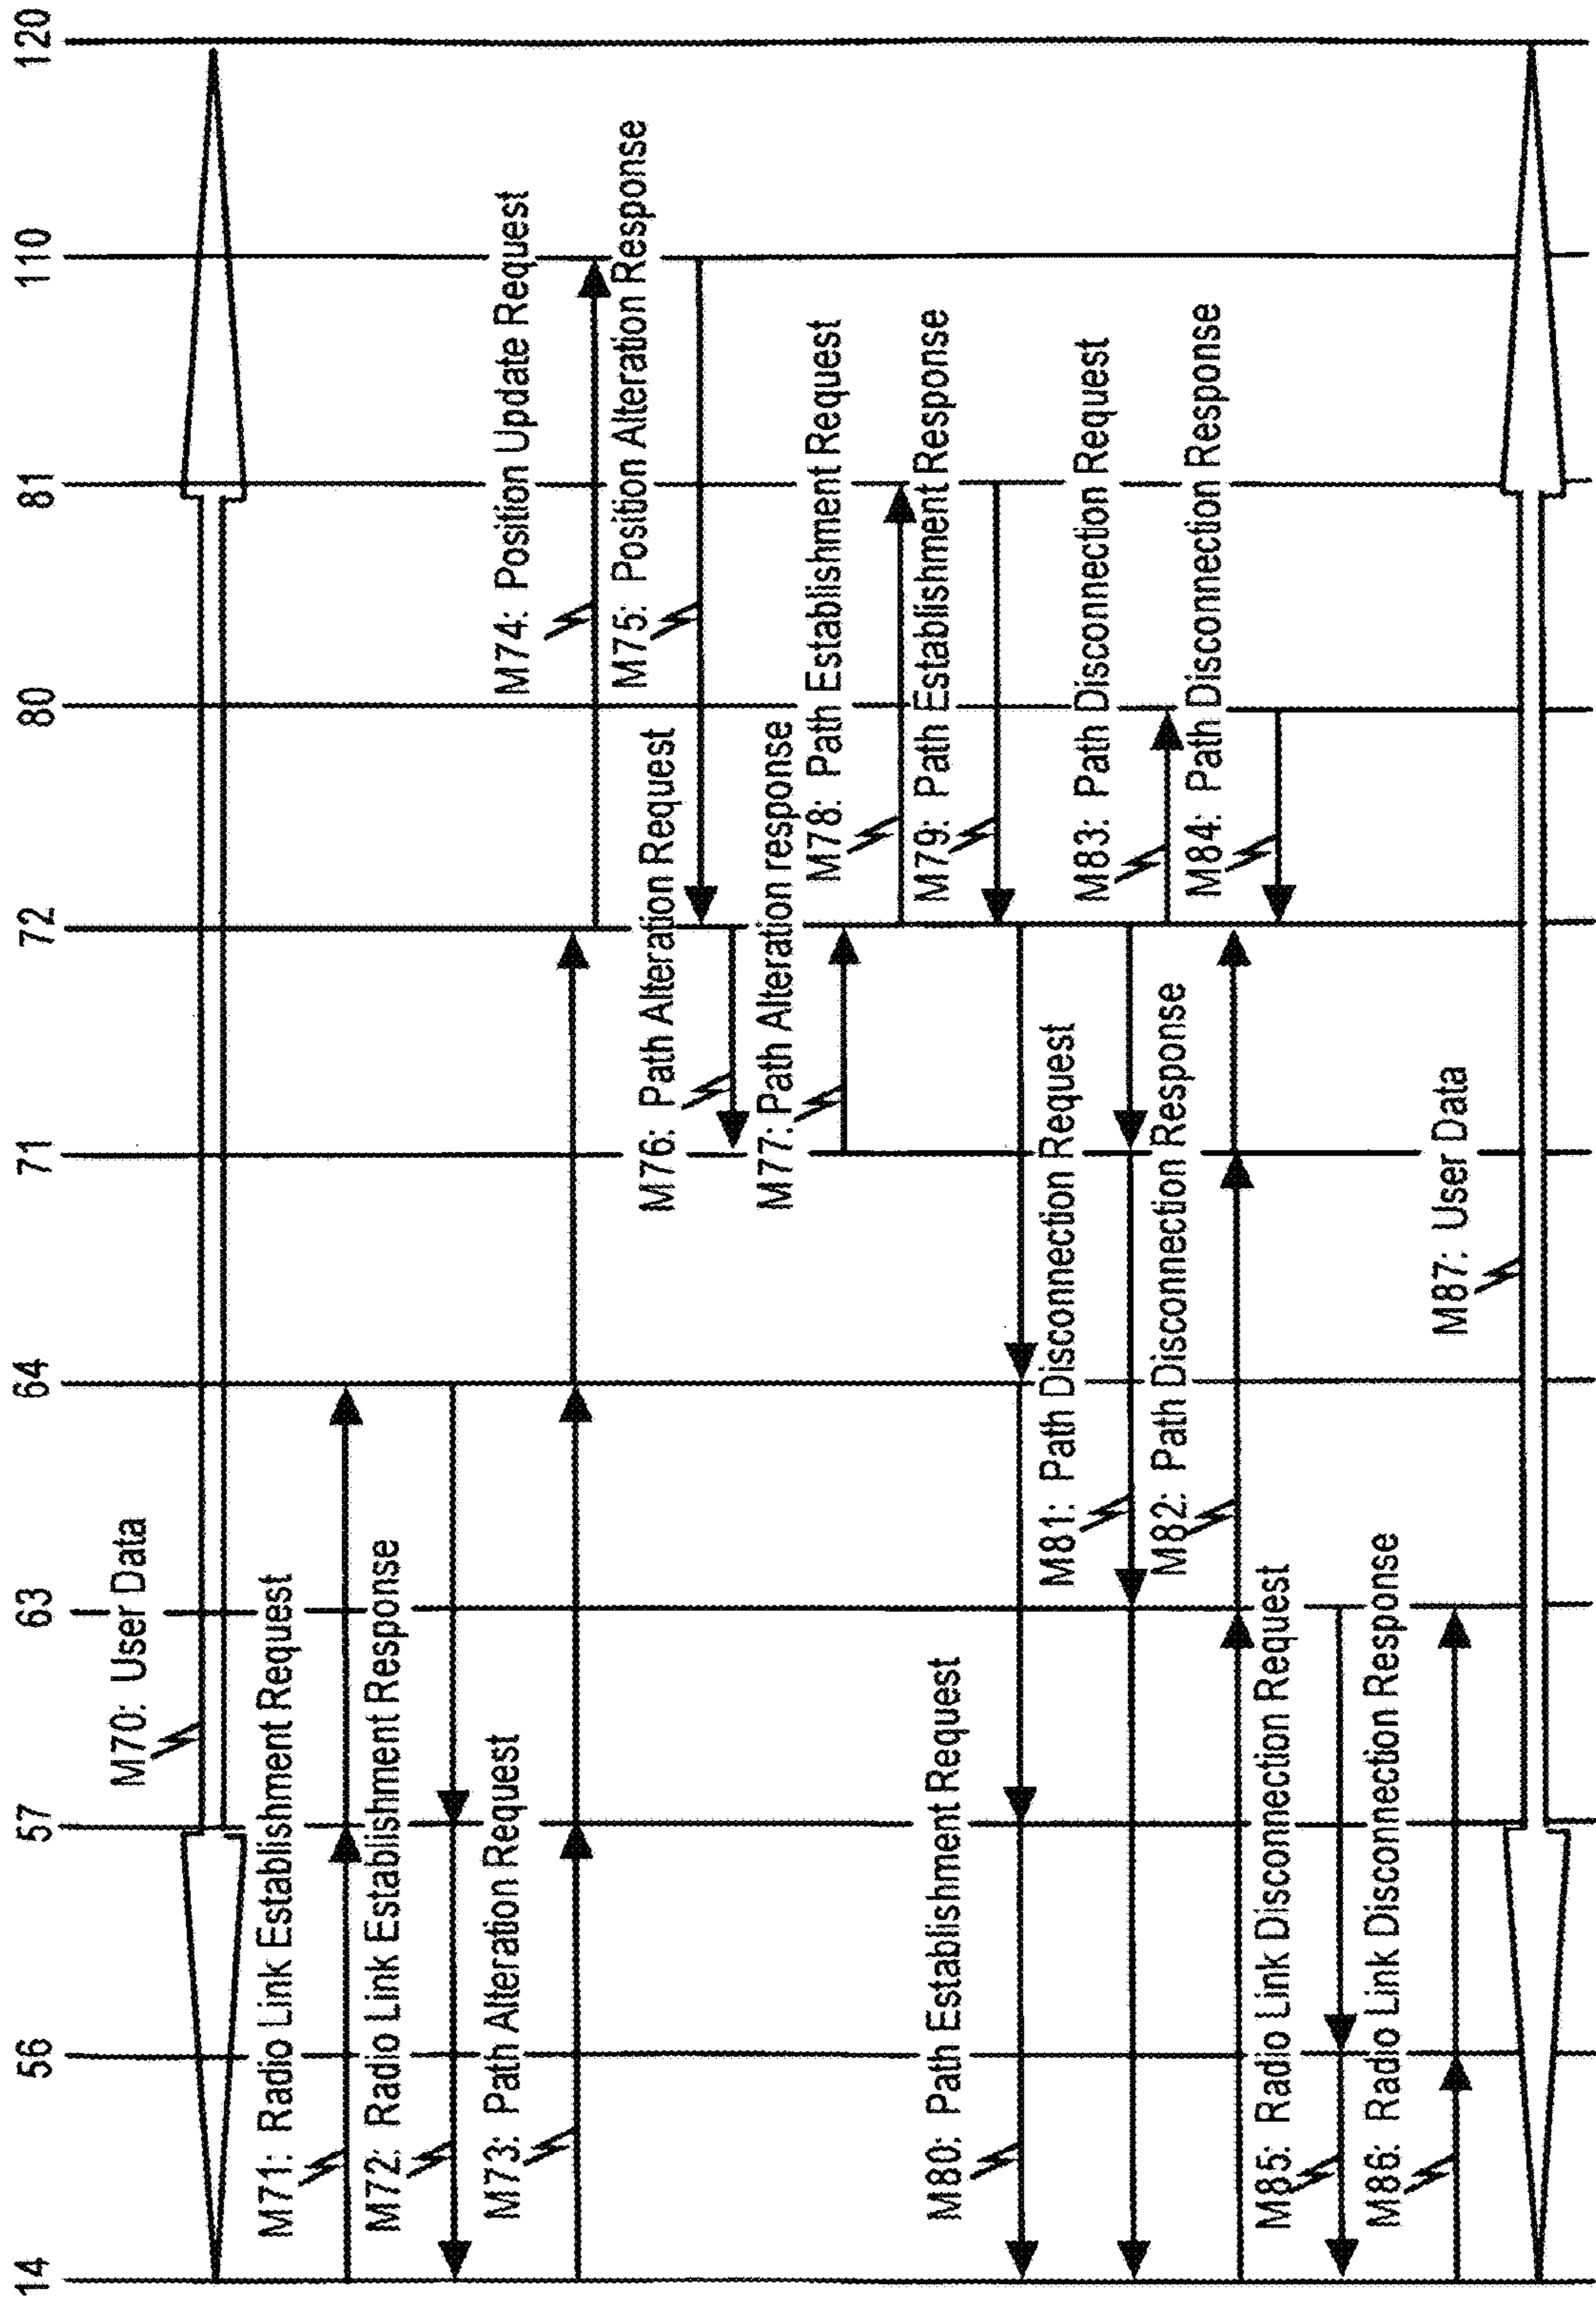 14
56
57
63
64
71
72
80
81
110
120
M70: User Data
M71: Radio Link Establishment Request
M72: Radio Link Establishment Response
M73: Path Alteration Request
M74: Position Update Request
M75: Position Alteration Response
M76: Path Alteration Request
M77: Path Alteration response
M78: Path Establishment Request
M79: Path Establishment Response
M80: Path Establishment Request
M81: Path Disconnection Request
M82: Path Disconnection Response
M83: Path Disconnection Request
M84: Path Disconnection Response
M85: Radio Link Disconnection Request
M86: Radio Link Disconnection Response
M87: User Data